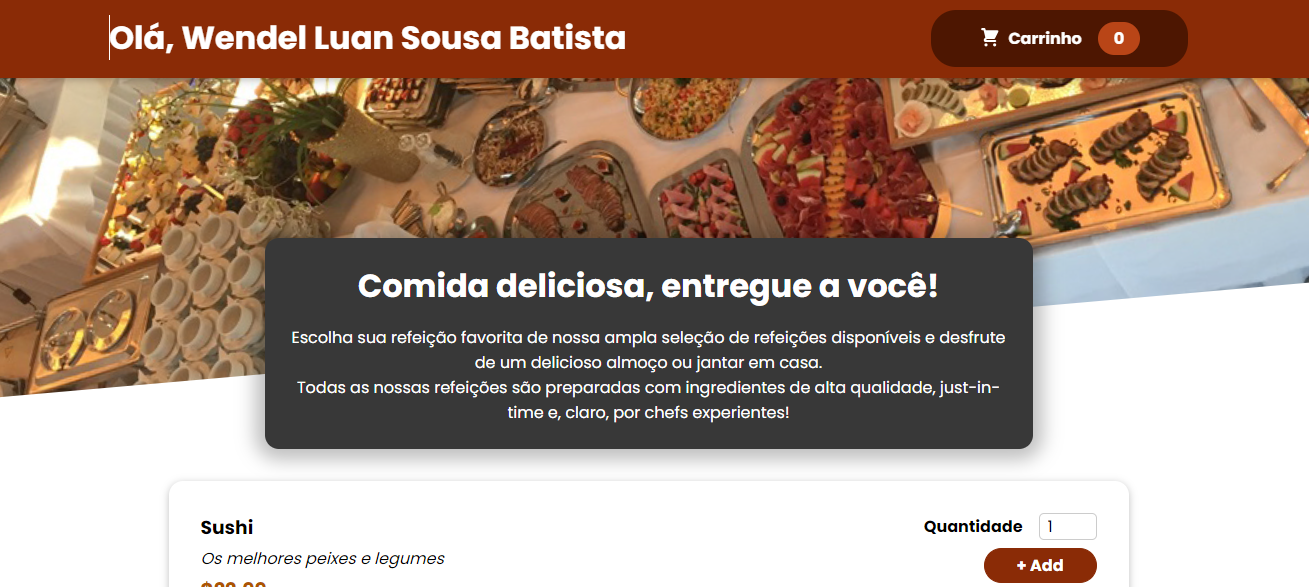 Olá, Wendel Luan Sousa Batista
Carrinho 0
Comida deliciosa, entregue a você!
Escolha sua refeição favorita de nossa ampla seleção de refeições disponíveis e desfrute
de um delicioso almoço ou jantar em casa.
Todas as nossas refeições são preparadas com ingredientes de alta qualidade, just-in-
time e, claro, por chefs experientes!
Sushi
Quantidade 1
Os melhores peixes e legumes
+ Add